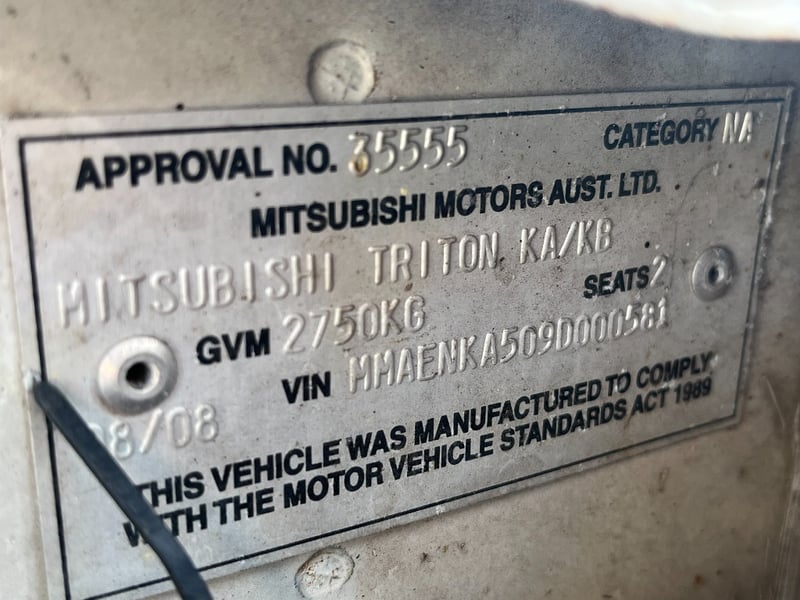 APPROVAL NO. 35555 CATEGORY NA
MITSUBISHI MOTORS AUST. LTD.
MITSUBISHI TRITON KA/KB
GVM 2750KG SEATS 2
VIN MMAENKA509D000581
08/08
THIS VEHICLE WAS MANUFACTURED TO COMPLY
WITH THE MOTOR VEHICLE STANDARDS ACT 1989